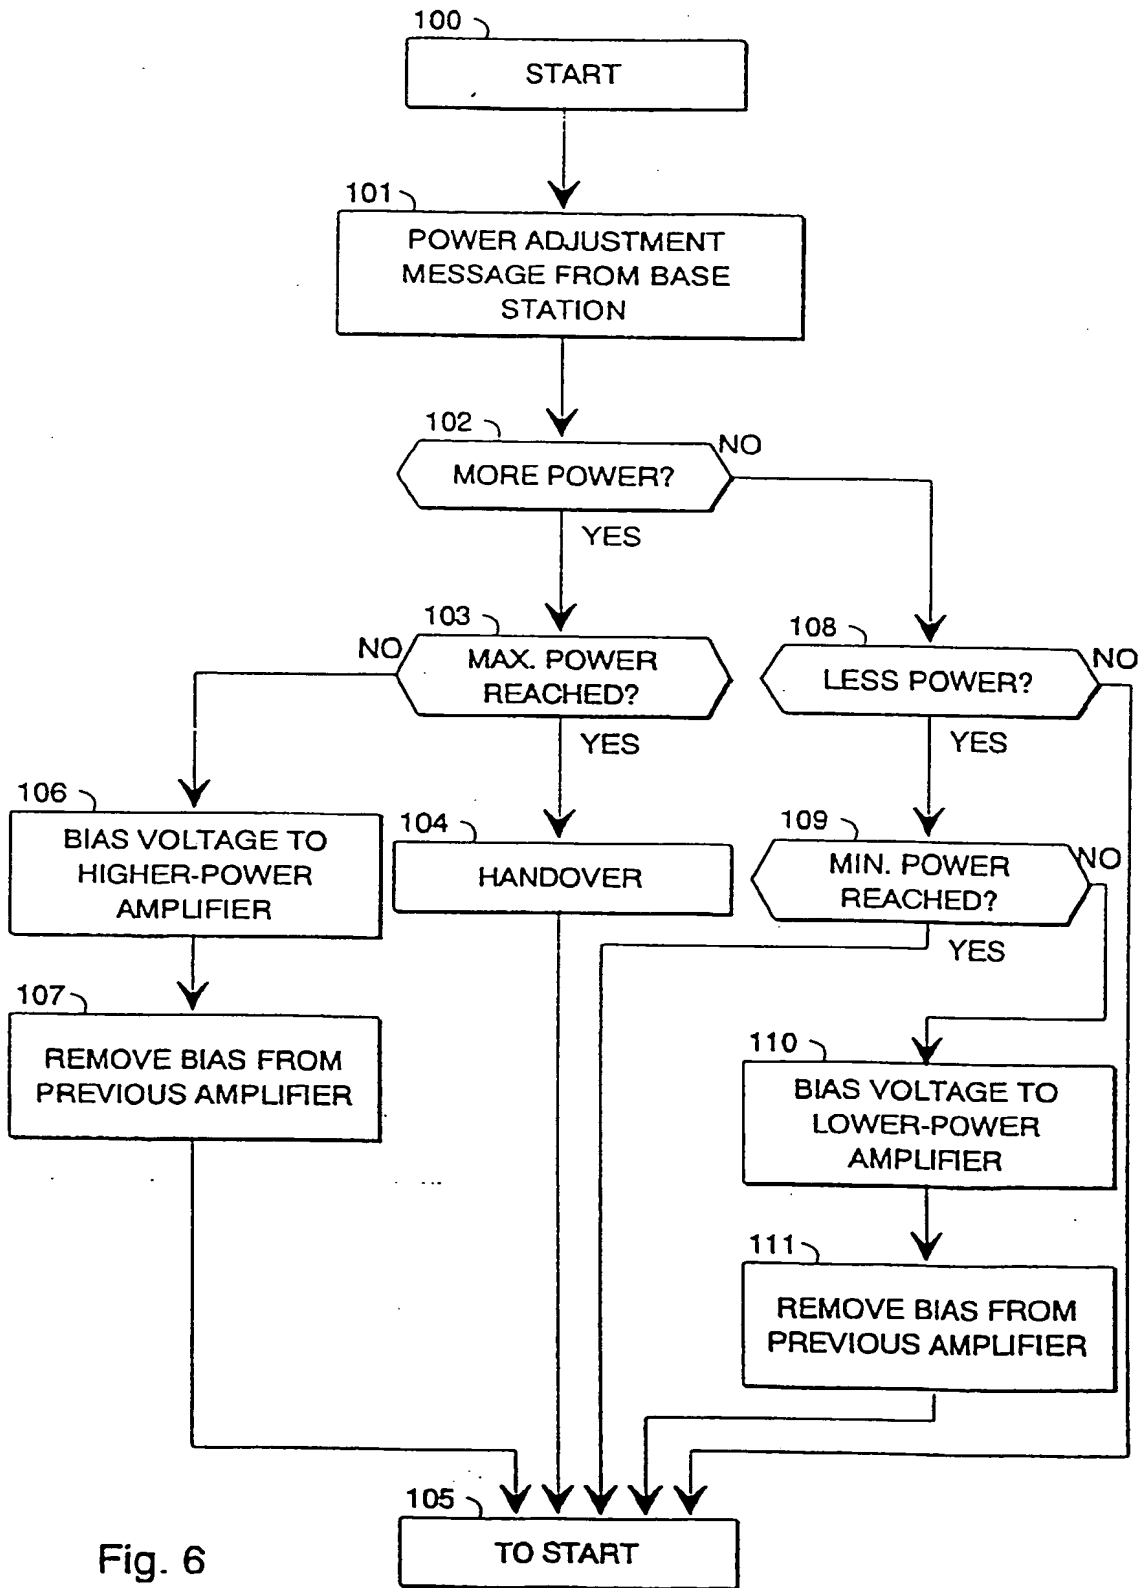 100
START
101
POWER ADJUSTMENT
MESSAGE FROM BASE
STATION
102
MORE POWER?
NO
YES
103
NO
MAX. POWER
REACHED?
YES
108
LESS POWER?
NO
YES
106
BIAS VOLTAGE TO
HIGHER-POWER
AMPLIFIER
104
HANDOVER
109
MIN. POWER
REACHED?
NO
YES
107
REMOVE BIAS FROM
PREVIOUS AMPLIFIER
110
BIAS VOLTAGE TO
LOWER-POWER
AMPLIFIER
111
REMOVE BIAS FROM
PREVIOUS AMPLIFIER
105
TO START
Fig. 6